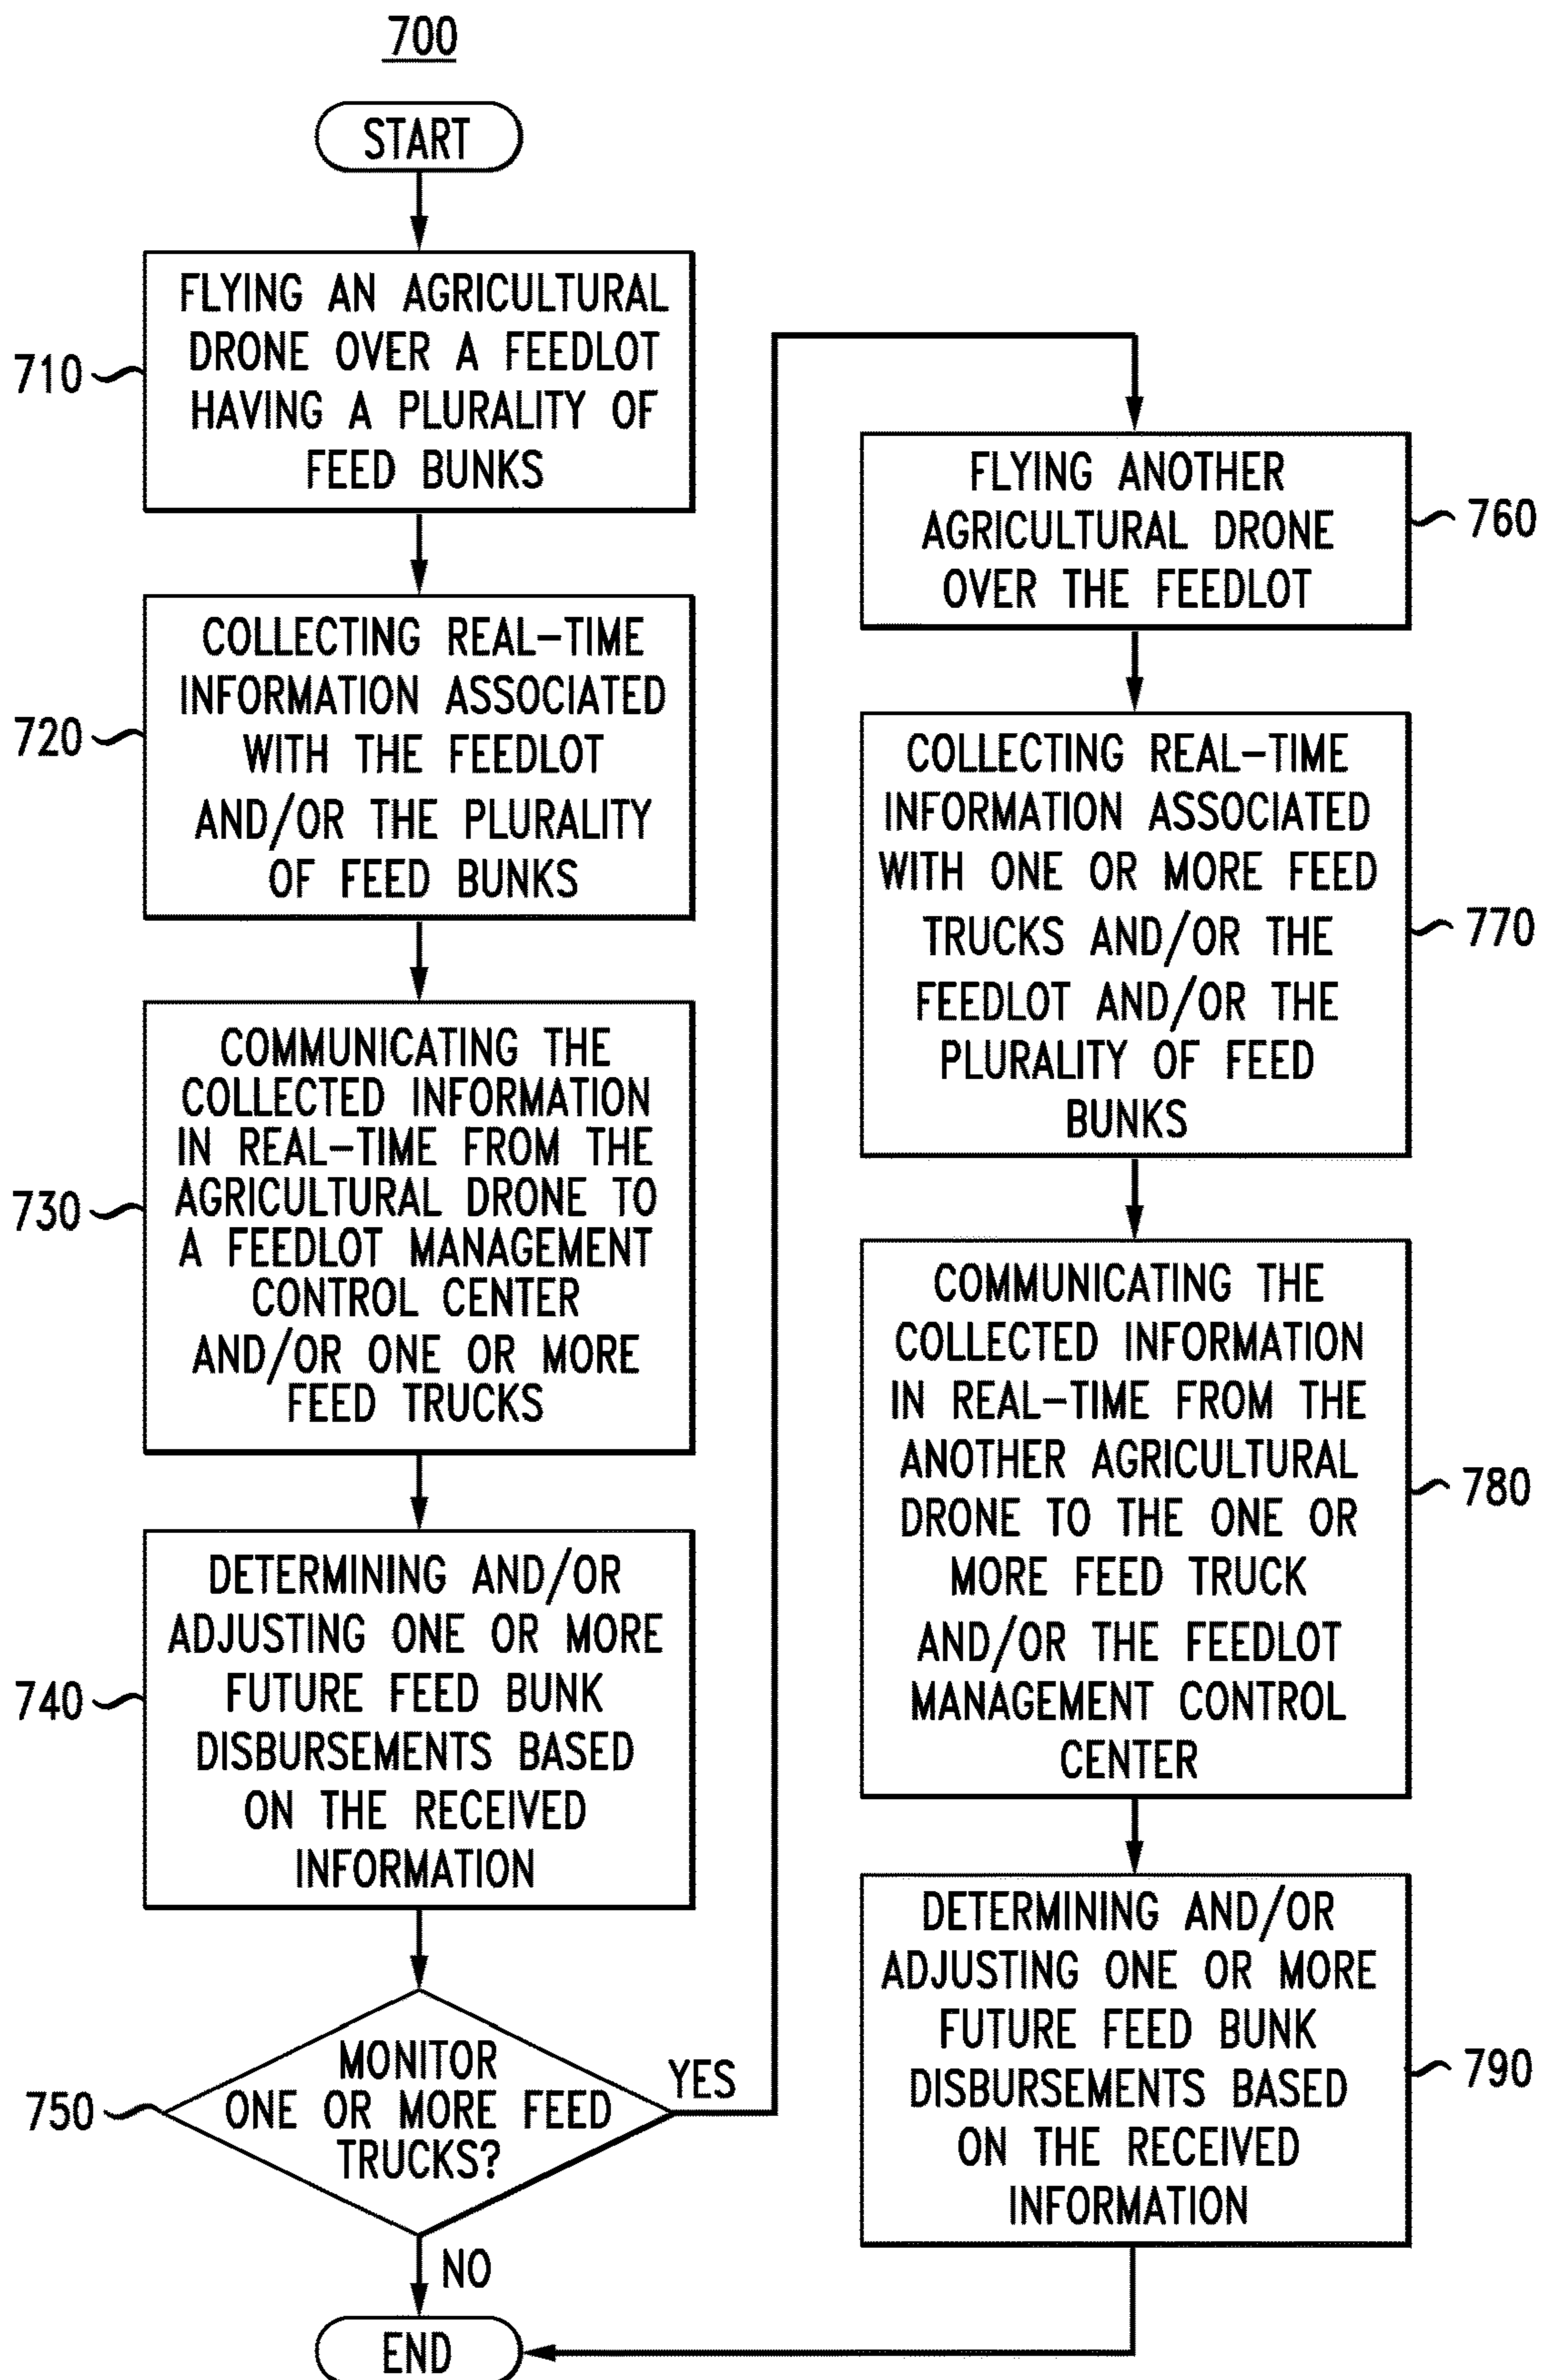 700
START
710
FLYING AN AGRICULTURAL
DRONE OVER A FEEDLOT
HAVING A PLURALITY OF
FEED BUNKS
720
COLLECTING REAL-TIME
INFORMATION ASSOCIATED
WITH THE FEEDLOT
AND/OR THE PLURALITY
OF FEED BUNKS
730
COMMUNICATING THE
COLLECTED INFORMATION
IN REAL-TIME FROM THE
AGRICULTURAL DRONE TO
A FEEDLOT MANAGEMENT
CONTROL CENTER
AND/OR ONE OR MORE
FEED TRUCKS
740
DETERMINING AND/OR
ADJUSTING ONE OR MORE
FUTURE FEED BUNK
DISBURSEMENTS BASED
ON THE RECEIVED
INFORMATION
750
MONITOR
ONE OR MORE FEED
TRUCKS?
YES
NO
END
FLYING ANOTHER
AGRICULTURAL DRONE
OVER THE FEEDLOT
760
COLLECTING REAL-TIME
INFORMATION ASSOCIATED
WITH ONE OR MORE FEED
TRUCKS AND/OR THE
FEEDLOT AND/OR THE
PLURALITY OF FEED
BUNKS
770
COMMUNICATING THE
COLLECTED INFORMATION
IN REAL-TIME FROM THE
ANOTHER AGRICULTURAL
DRONE TO THE ONE OR
MORE FEED TRUCK
AND/OR THE FEEDLOT
MANAGEMENT CONTROL
CENTER
780
DETERMINING AND/OR
ADJUSTING ONE OR MORE
FUTURE FEED BUNK
DISBURSEMENTS BASED
ON THE RECEIVED
INFORMATION
790